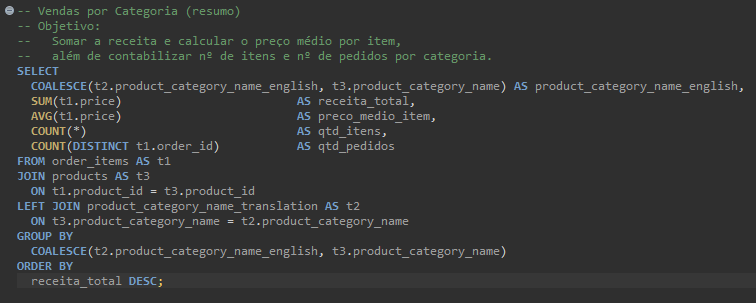 -- Vendas por Categoria (resumo)
-- Objetivo:
--   Somar a receita e calcular o preço médio por item,
--   além de contabilizar nº de itens e nº de pedidos por categoria.
SELECT
  COALESCE(t2.product_category_name_english, t3.product_category_name) AS product_category_name_english,
  SUM(t1.price)                         AS receita_total,
  AVG(t1.price)                         AS preco_medio_item,
  COUNT(*)                              AS qtd_itens,
  COUNT(DISTINCT t1.order_id)           AS qtd_pedidos
FROM order_items AS t1
JOIN products AS t3
  ON t1.product_id = t3.product_id
LEFT JOIN product_category_name_translation AS t2
  ON t3.product_category_name = t2.product_category_name
GROUP BY
  COALESCE(t2.product_category_name_english, t3.product_category_name)
ORDER BY
  receita_total DESC;